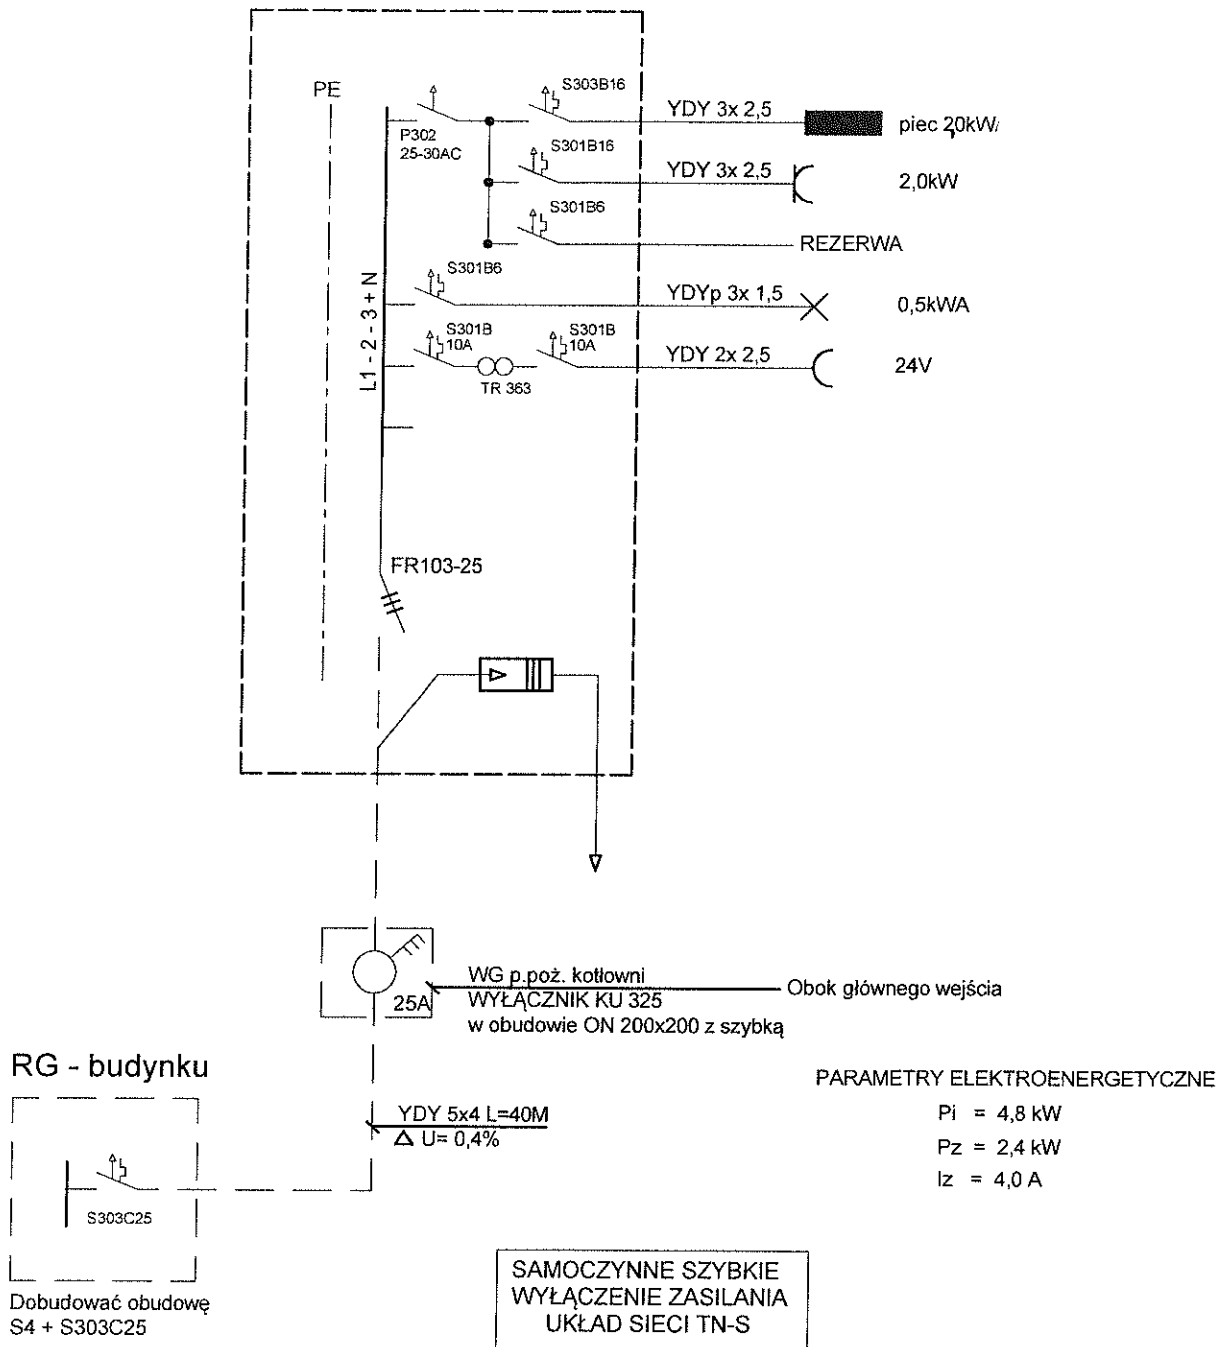 PE
S303B16
YDY 3x 2,5
piec 20kW
P302
25-30AC
S301B16
YDY 3x 2,5
2,0kW
S301B6
REZERWA
L1 - 2 - 3 + N
S301B6
YDYp 3x 1,5
0,5kWA
S301B
10A
TR 363
S301B
10A
YDY 2x 2,5
24V
FR103-25
25A
WG p.poż. kotłowni
WYŁĄCZNIK KU 325
w obudowie ON 200x200 z szybką
Obok głównego wejścia
RG - budynku
YDY 5x4 L=40M
Δ U= 0,4%
S303C25
Dobudować obudowę
S4 + S303C25
PARAMETRY ELEKTROENERGETYCZNE
Pi = 4,8 kW
Pz = 2,4 kW
Iz = 4,0 A
SAMOCZYNNE SZYBKIE
WYŁĄCZENIE ZASILANIA
UKŁAD SIECI TN-S